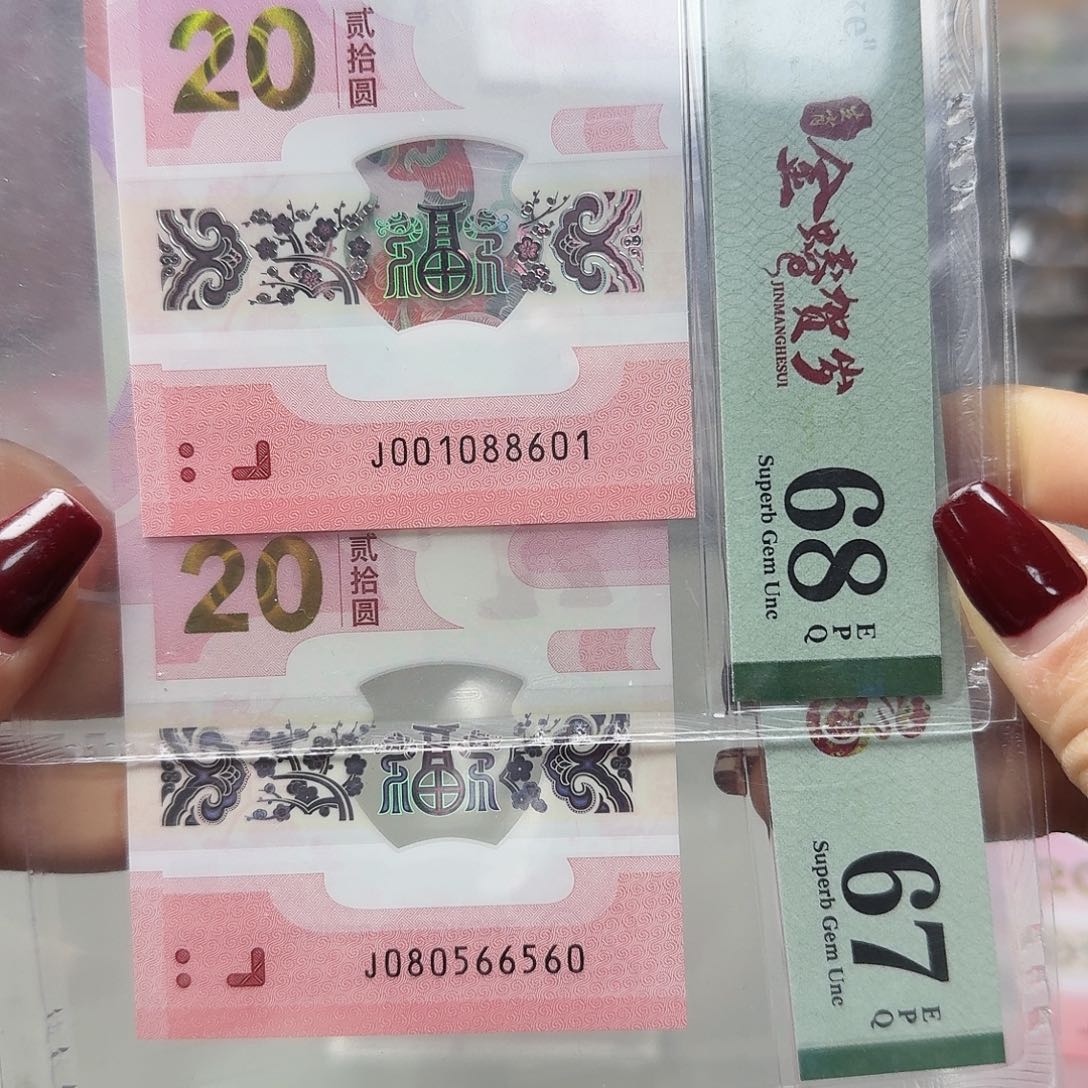 20
贰拾圆
J001088601
ke"
金蟒贺岁
JINMANGHESUI
68
EPQ
Superb Gem Unc
20
贰拾圆
J080566560
67
EPQ
Superb Gem Unc